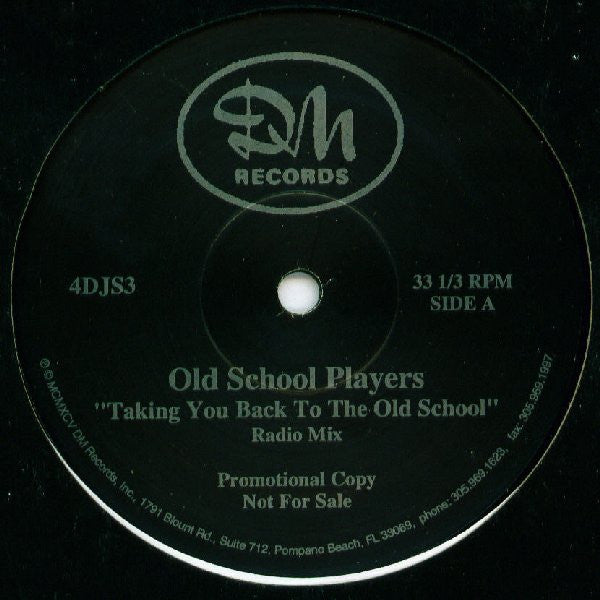 DM
RECORDS
4DJS3
33 1/3 RPM
SIDE A
Old School Players
"Taking You Back To The Old School"
Radio Mix
Promotional Copy
Not For Sale
℗ © MCMXCV DM Records, Inc., 1791 Blount Rd., Suite 712, Pompano Beach, FL 33069, phone: 305.969.1623, fax: 305.969.1997